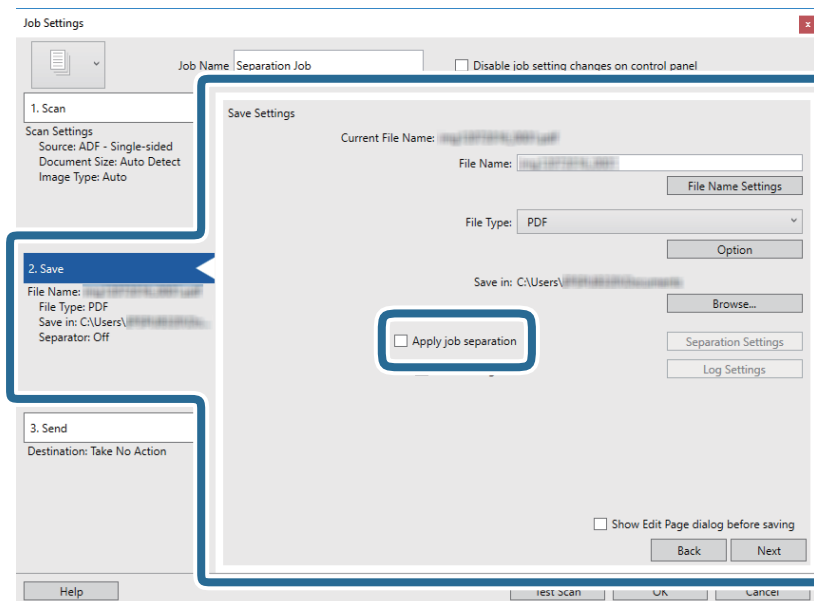 Job Settings
x
Job Name Separation Job
Disable job setting changes on control panel
1. Scan
Scan Settings
Source: ADF - Single-sided
Document Size: Auto Detect
Image Type: Auto
2. Save
File Name:
File Type: PDF
Save in: C:\Users\
Separator: Off
3. Send
Destination: Take No Action
Save Settings
Current File Name:
File Name:
File Name Settings
File Type: PDF
Option
Save in: C:\Users\
Browse...
Apply job separation
Separation Settings
Log Settings
Show Edit Page dialog before saving
Back
Next
Help
Test Scan
OK
Cancel